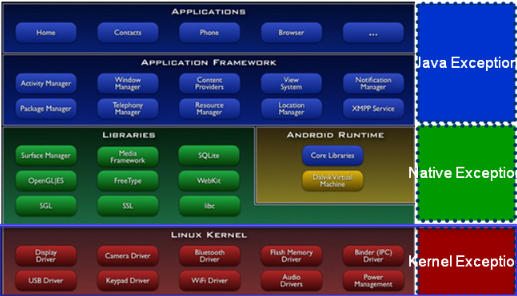 APPLICATIONS
Home Contacts Phone Browser ...
APPLICATION FRAMEWORK
Activity Manager Window Manager Content Providers View System Notification Manager
Package Manager Telephony Manager Resource Manager Location Manager XMPP Service
Java Exception
LIBRARIES
Surface Manager Media Framework SQLite
OpenGL|ES FreeType WebKit
SGL SSL libc
ANDROID RUNTIME
Core Libraries
Dalvik Virtual Machine
Native Exceptio
LINUX KERNEL
Display Driver Camera Driver Bluetooth Driver Flash Memory Driver Binder (IPC) Driver
USB Driver Keypad Driver WiFi Driver Audio Drivers Power Management
Kernel Exceptio